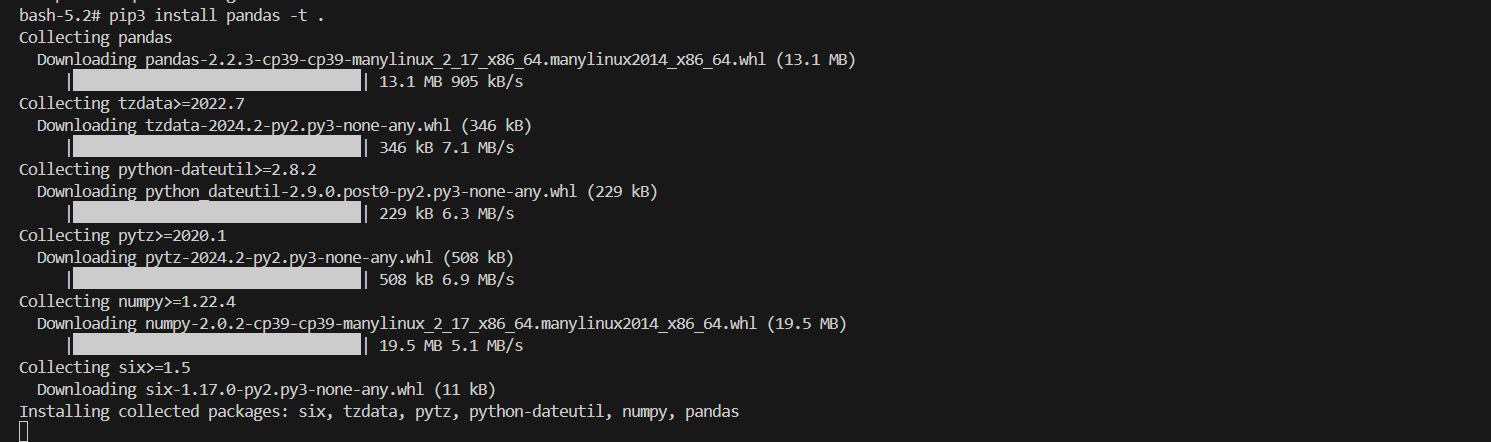 bash-5.2# pip3 install pandas -t .
Collecting pandas
  Downloading pandas-2.2.3-cp39-cp39-manylinux_2_17_x86_64.manylinux2014_x86_64.whl (13.1 MB)
     |████████████████████████████████| 13.1 MB 905 kB/s
Collecting tzdata>=2022.7
  Downloading tzdata-2024.2-py2.py3-none-any.whl (346 kB)
     |████████████████████████████████| 346 kB 7.1 MB/s
Collecting python-dateutil>=2.8.2
  Downloading python_dateutil-2.9.0.post0-py2.py3-none-any.whl (229 kB)
     |████████████████████████████████| 229 kB 6.3 MB/s
Collecting pytz>=2020.1
  Downloading pytz-2024.2-py2.py3-none-any.whl (508 kB)
     |████████████████████████████████| 508 kB 6.9 MB/s
Collecting numpy>=1.22.4
  Downloading numpy-2.0.2-cp39-cp39-manylinux_2_17_x86_64.manylinux2014_x86_64.whl (19.5 MB)
     |████████████████████████████████| 19.5 MB 5.1 MB/s
Collecting six>=1.5
  Downloading six-1.17.0-py2.py3-none-any.whl (11 kB)
Installing collected packages: six, tzdata, pytz, python-dateutil, numpy, pandas